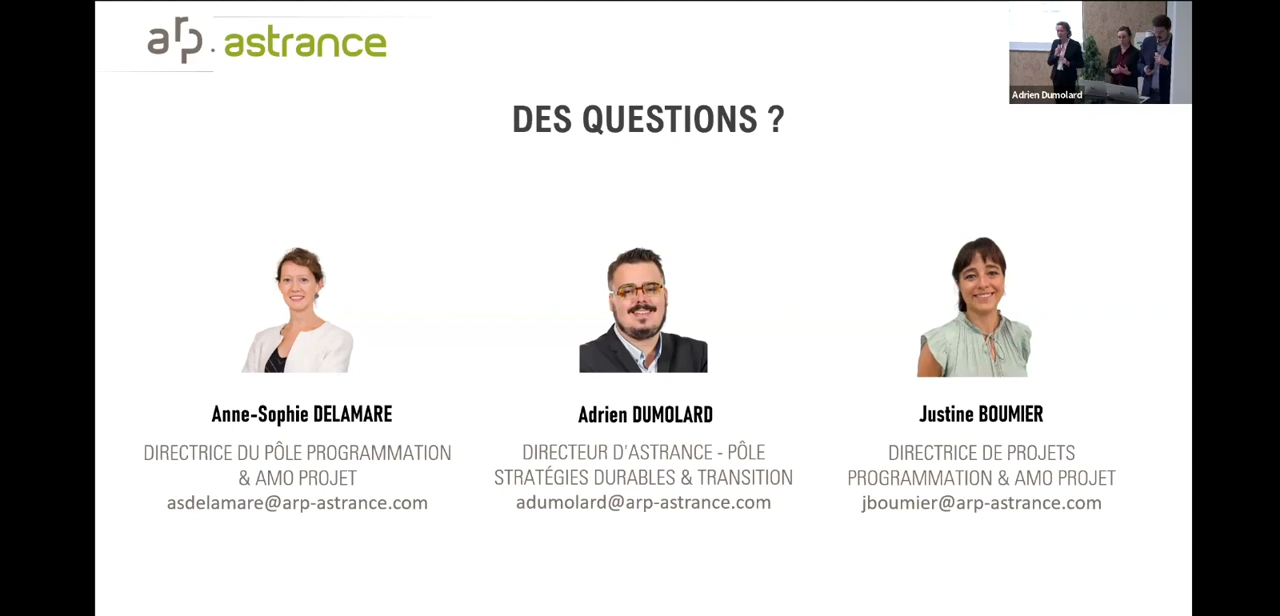 arp. astrance
Adrien Dumolard
DES QUESTIONS ?
Anne-Sophie DELAMARE
DIRECTRICE DU PÔLE PROGRAMMATION
& AMO PROJET
asdelamare@arp-astrance.com
Adrien DUMOLARD
DIRECTEUR D'ASTRANCE - PÔLE
STRATÉGIES DURABLES & TRANSITION
adumolard@arp-astrance.com
Justine BOUMIER
DIRECTRICE DE PROJETS
PROGRAMMATION & AMO PROJET
jboumier@arp-astrance.com